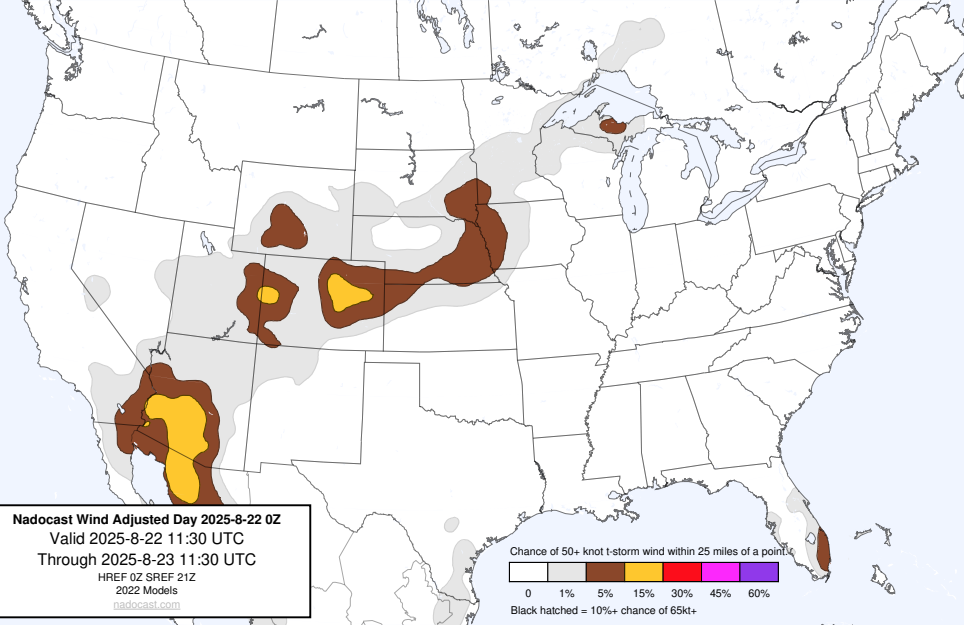 Nadocast Wind Adjusted Day 2025-8-22 0Z
Valid 2025-8-22 11:30 UTC
Through 2025-8-23 11:30 UTC
HREF 0Z SREF 21Z
2022 Models
nadocast.com
Chance of 50+ knot t-storm wind within 25 miles of a point.
0 1% 5% 15% 30% 45% 60%
Black hatched = 10%+ chance of 65kt+